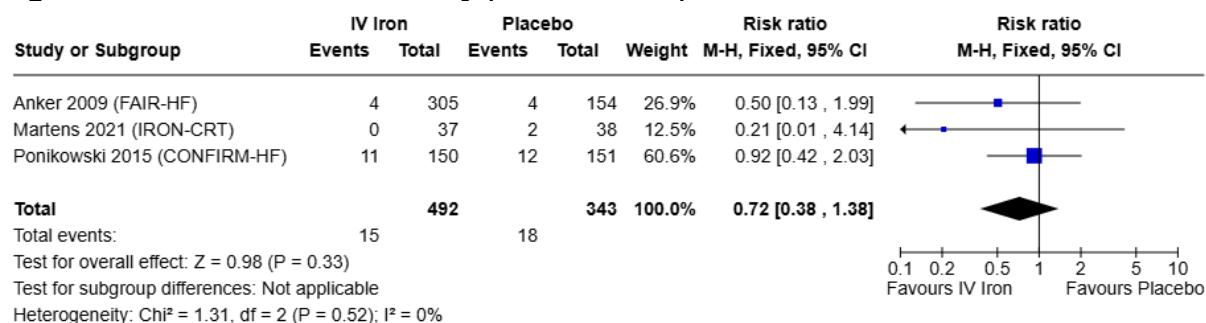 IV Iron Placebo Risk ratio Risk ratio
Study or Subgroup Events Total Events Total Weight M-H, Fixed, 95% CI M-H, Fixed, 95% CI
Anker 2009 (FAIR-HF) 4 305 4 154 26.9% 0.50 [0.13 , 1.99]
Martens 2021 (IRON-CRT) 0 37 2 38 12.5% 0.21 [0.01 , 4.14]
Ponikowski 2015 (CONFIRM-HF) 11 150 12 151 60.6% 0.92 [0.42 , 2.03]
Total 492 343 100.0% 0.72 [0.38 , 1.38]
Total events: 15 18
Test for overall effect: Z = 0.98 (P = 0.33)
0.1 0.2 0.5 1 2 5 10
Test for subgroup differences: Not applicable
Favours IV Iron Favours Placebo
Heterogeneity: Chi² = 1.31, df = 2 (P = 0.52); I² = 0%